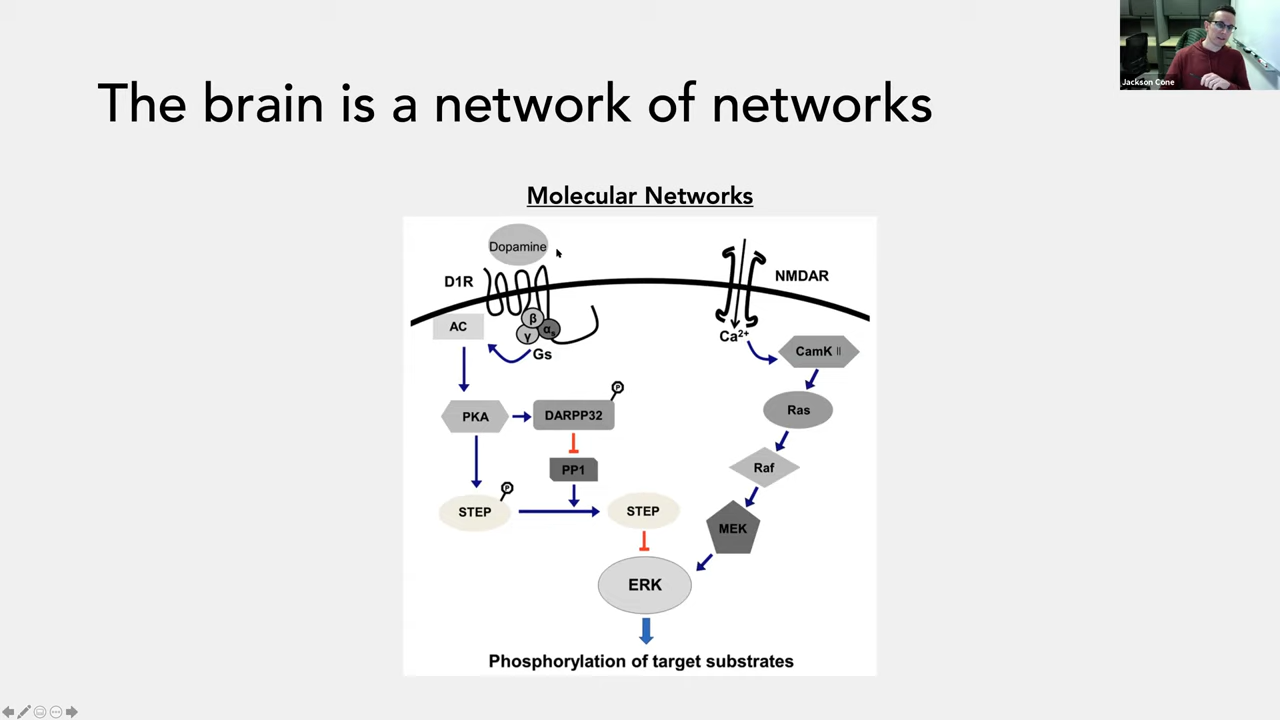 Jackson Cone
The brain is a network of networks
Molecular Networks
Dopamine
D1R
NMDAR
AC
β
γ
αs
Gs
Ca2+
CamK II
P
PKA
DARPP32
Ras
PP1
Raf
P
STEP
STEP
MEK
ERK
Phosphorylation of target substrates